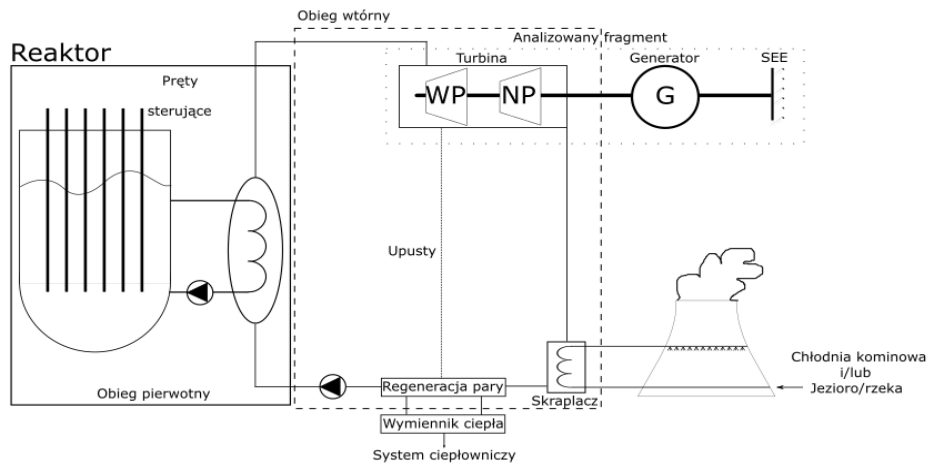 Obieg wtórny
Analizowany fragment
Reaktor
Turbina
Generator
SEE
Pręty
sterujące
WP
NP
G
Upusty
Chłodnia kominowa
i/lub
Jezioro/rzeka
Obieg pierwotny
Regeneracja pary
Skraplacz
Wymiennik ciepła
System ciepłowniczy